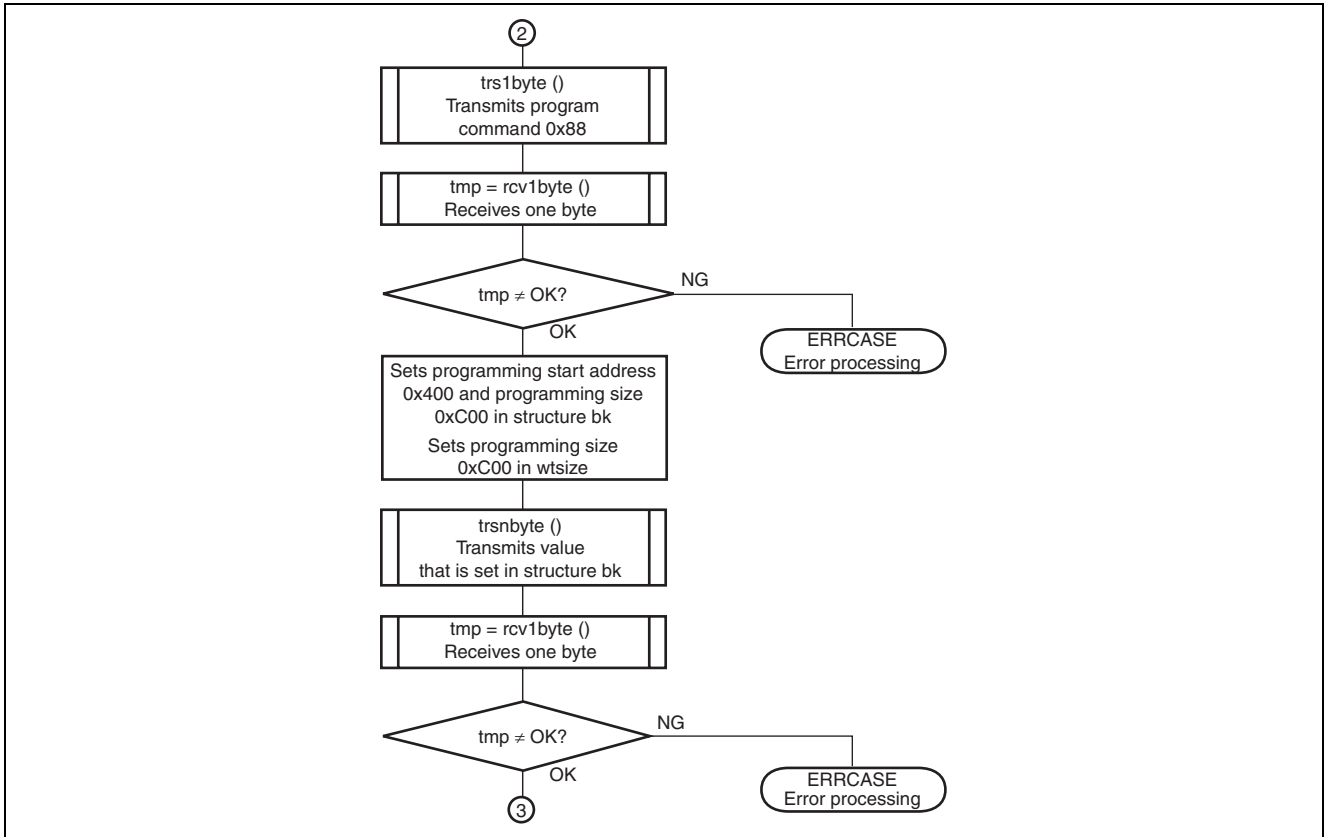 2
trs1byte ()
Transmits program
command 0x88
tmp = rcv1byte ()
Receives one byte
tmp ≠ OK?
NG
OK
ERRCASE
Error processing
Sets programming start address
0x400 and programming size
0xC00 in structure bk
Sets programming size
0xC00 in wtsize
trsnbyte ()
Transmits value
that is set in structure bk
tmp = rcv1byte ()
Receives one byte
tmp ≠ OK?
NG
OK
ERRCASE
Error processing
3